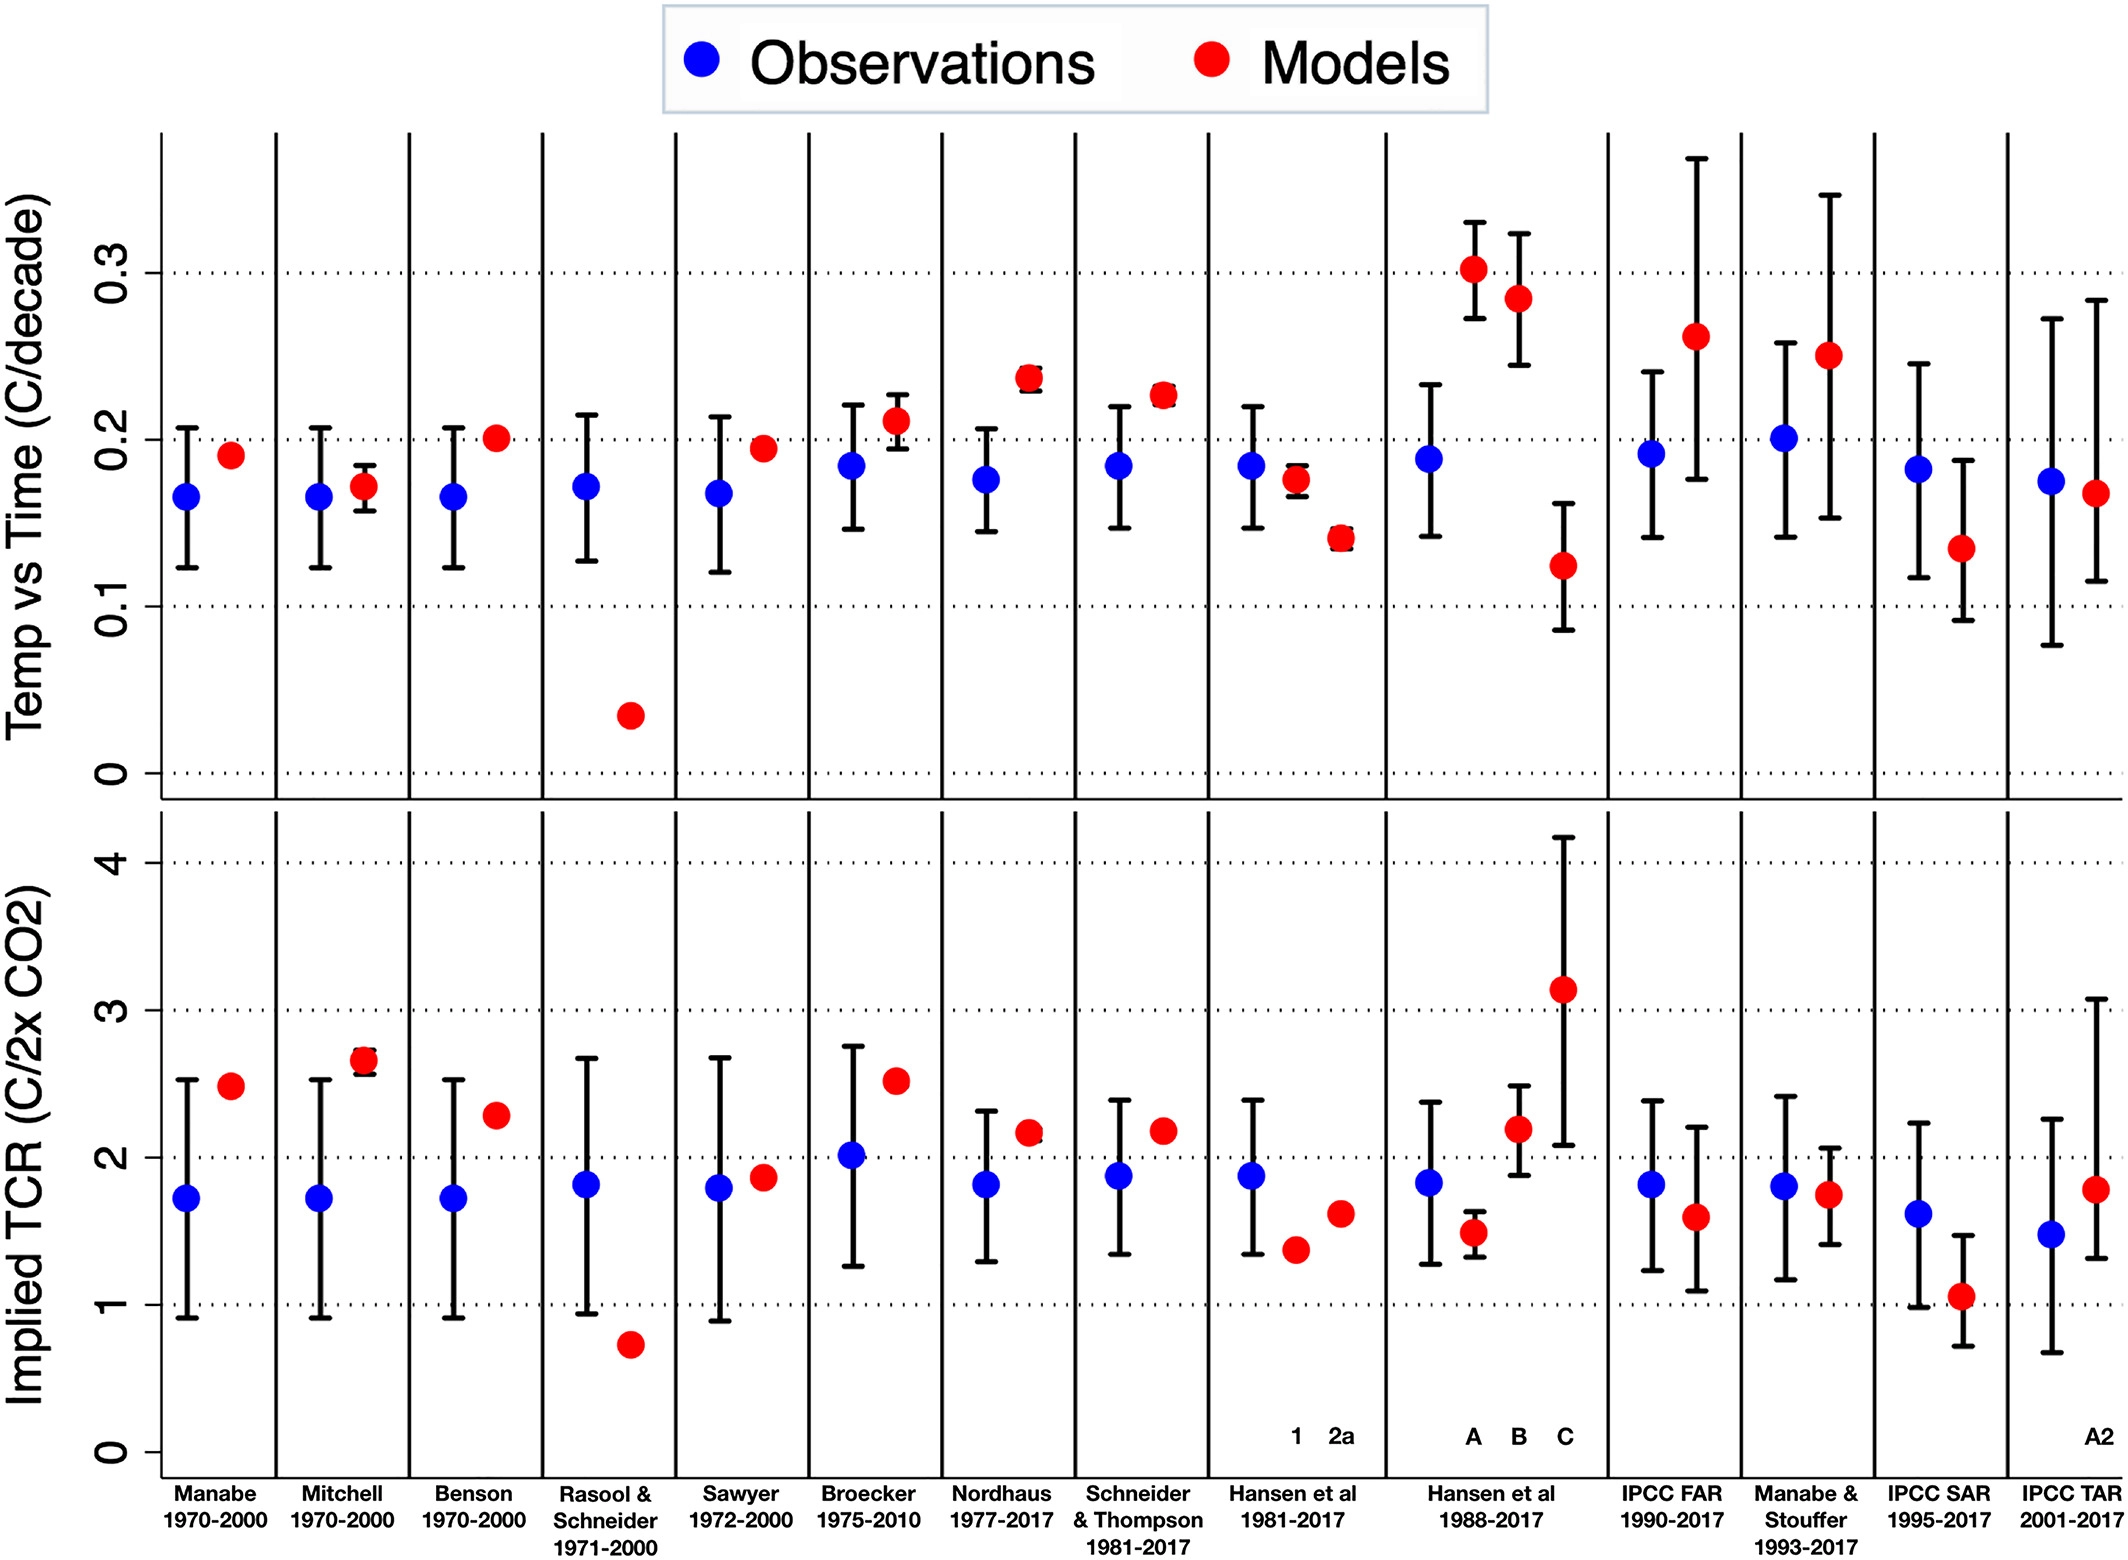 Observations Models
Temp vs Time (C/decade)
0.3
0.2
0.1
0
Implied TCR (C/2x CO2)
4
3
2
1
0
1 2a A B C A2
Manabe
1970-2000
Mitchell
1970-2000
Benson
1970-2000
Rasool &
Schneider
1971-2000
Sawyer
1972-2000
Broecker
1975-2010
Nordhaus
1977-2017
Schneider
& Thompson
1981-2017
Hansen et al
1981-2017
Hansen et al
1988-2017
IPCC FAR
1990-2017
Manabe &
Stouffer
1993-2017
IPCC SAR
1995-2017
IPCC TAR
2001-2017